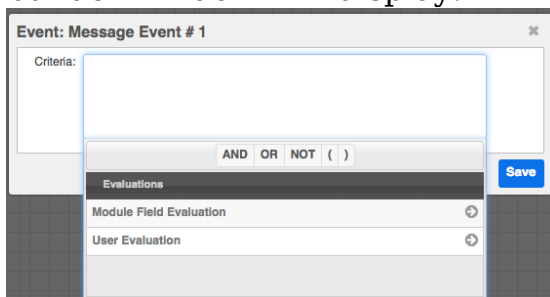 Event: Message Event # 1
Criteria:
AND OR NOT ( )
Save
Evaluations
Module Field Evaluation
User Evaluation